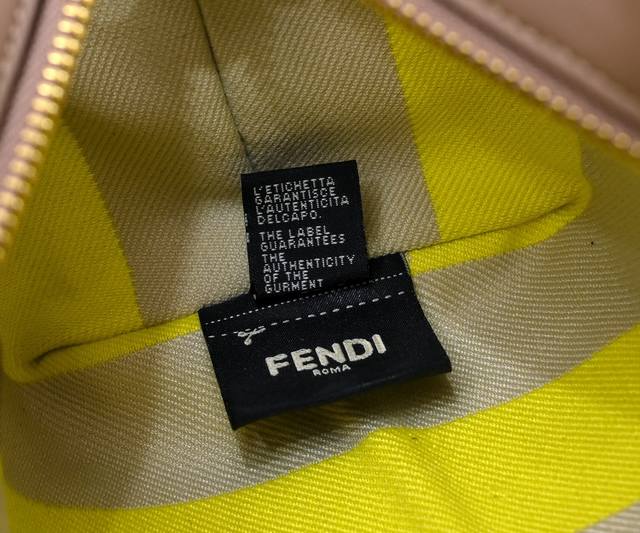 L'ETICHETTA
GARANTISCE
L'AUTENTICITA
DELCAPO.
THE LABEL
GUARANTEES
THE
AUTHENTICITY
OF THE
GURMENT
FENDI
ROMA